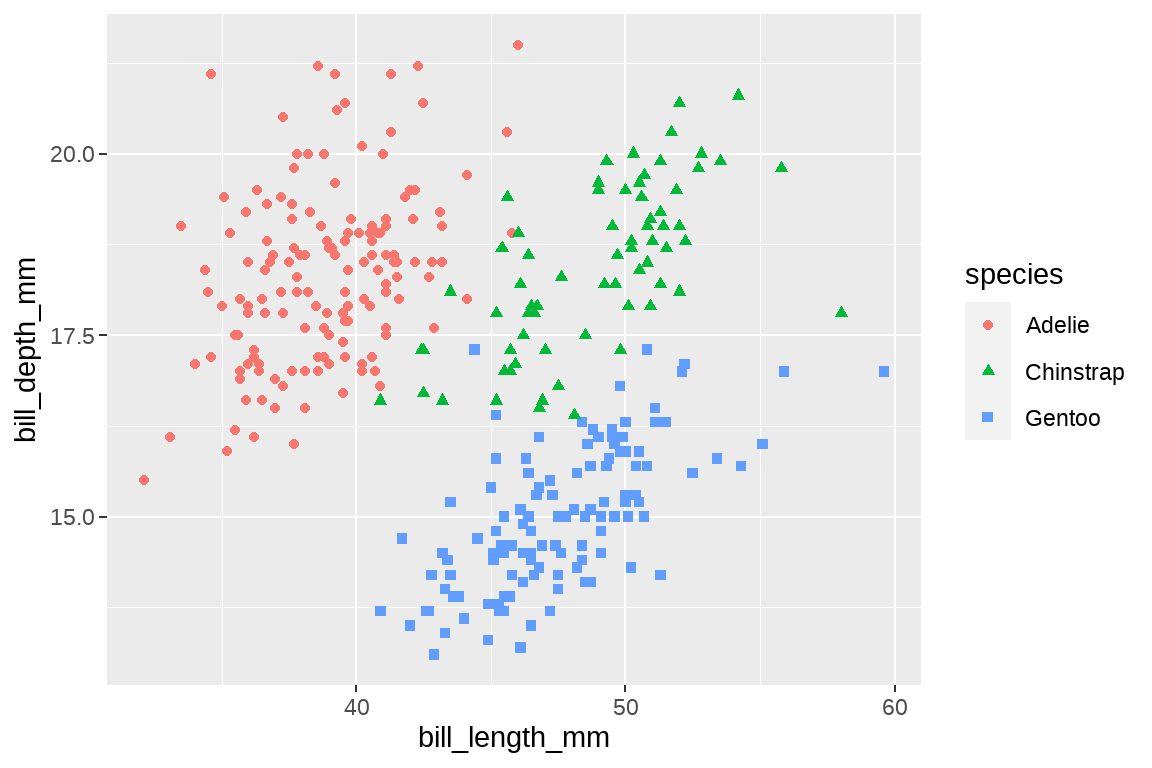 bill_depth_mm
20.0
17.5
15.0
40
50
60
bill_length_mm
species
Adelie
Chinstrap
Gentoo